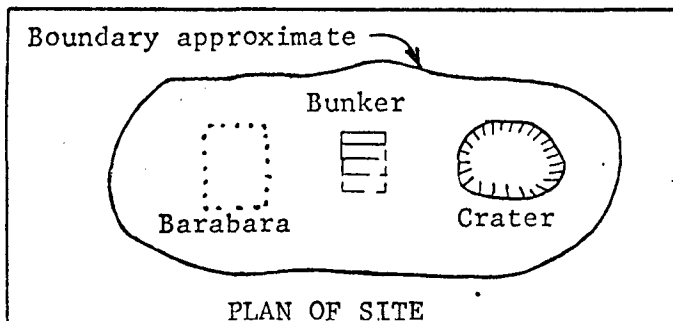 Boundary approximate
Bunker
Barabara
Crater
PLAN OF SITE